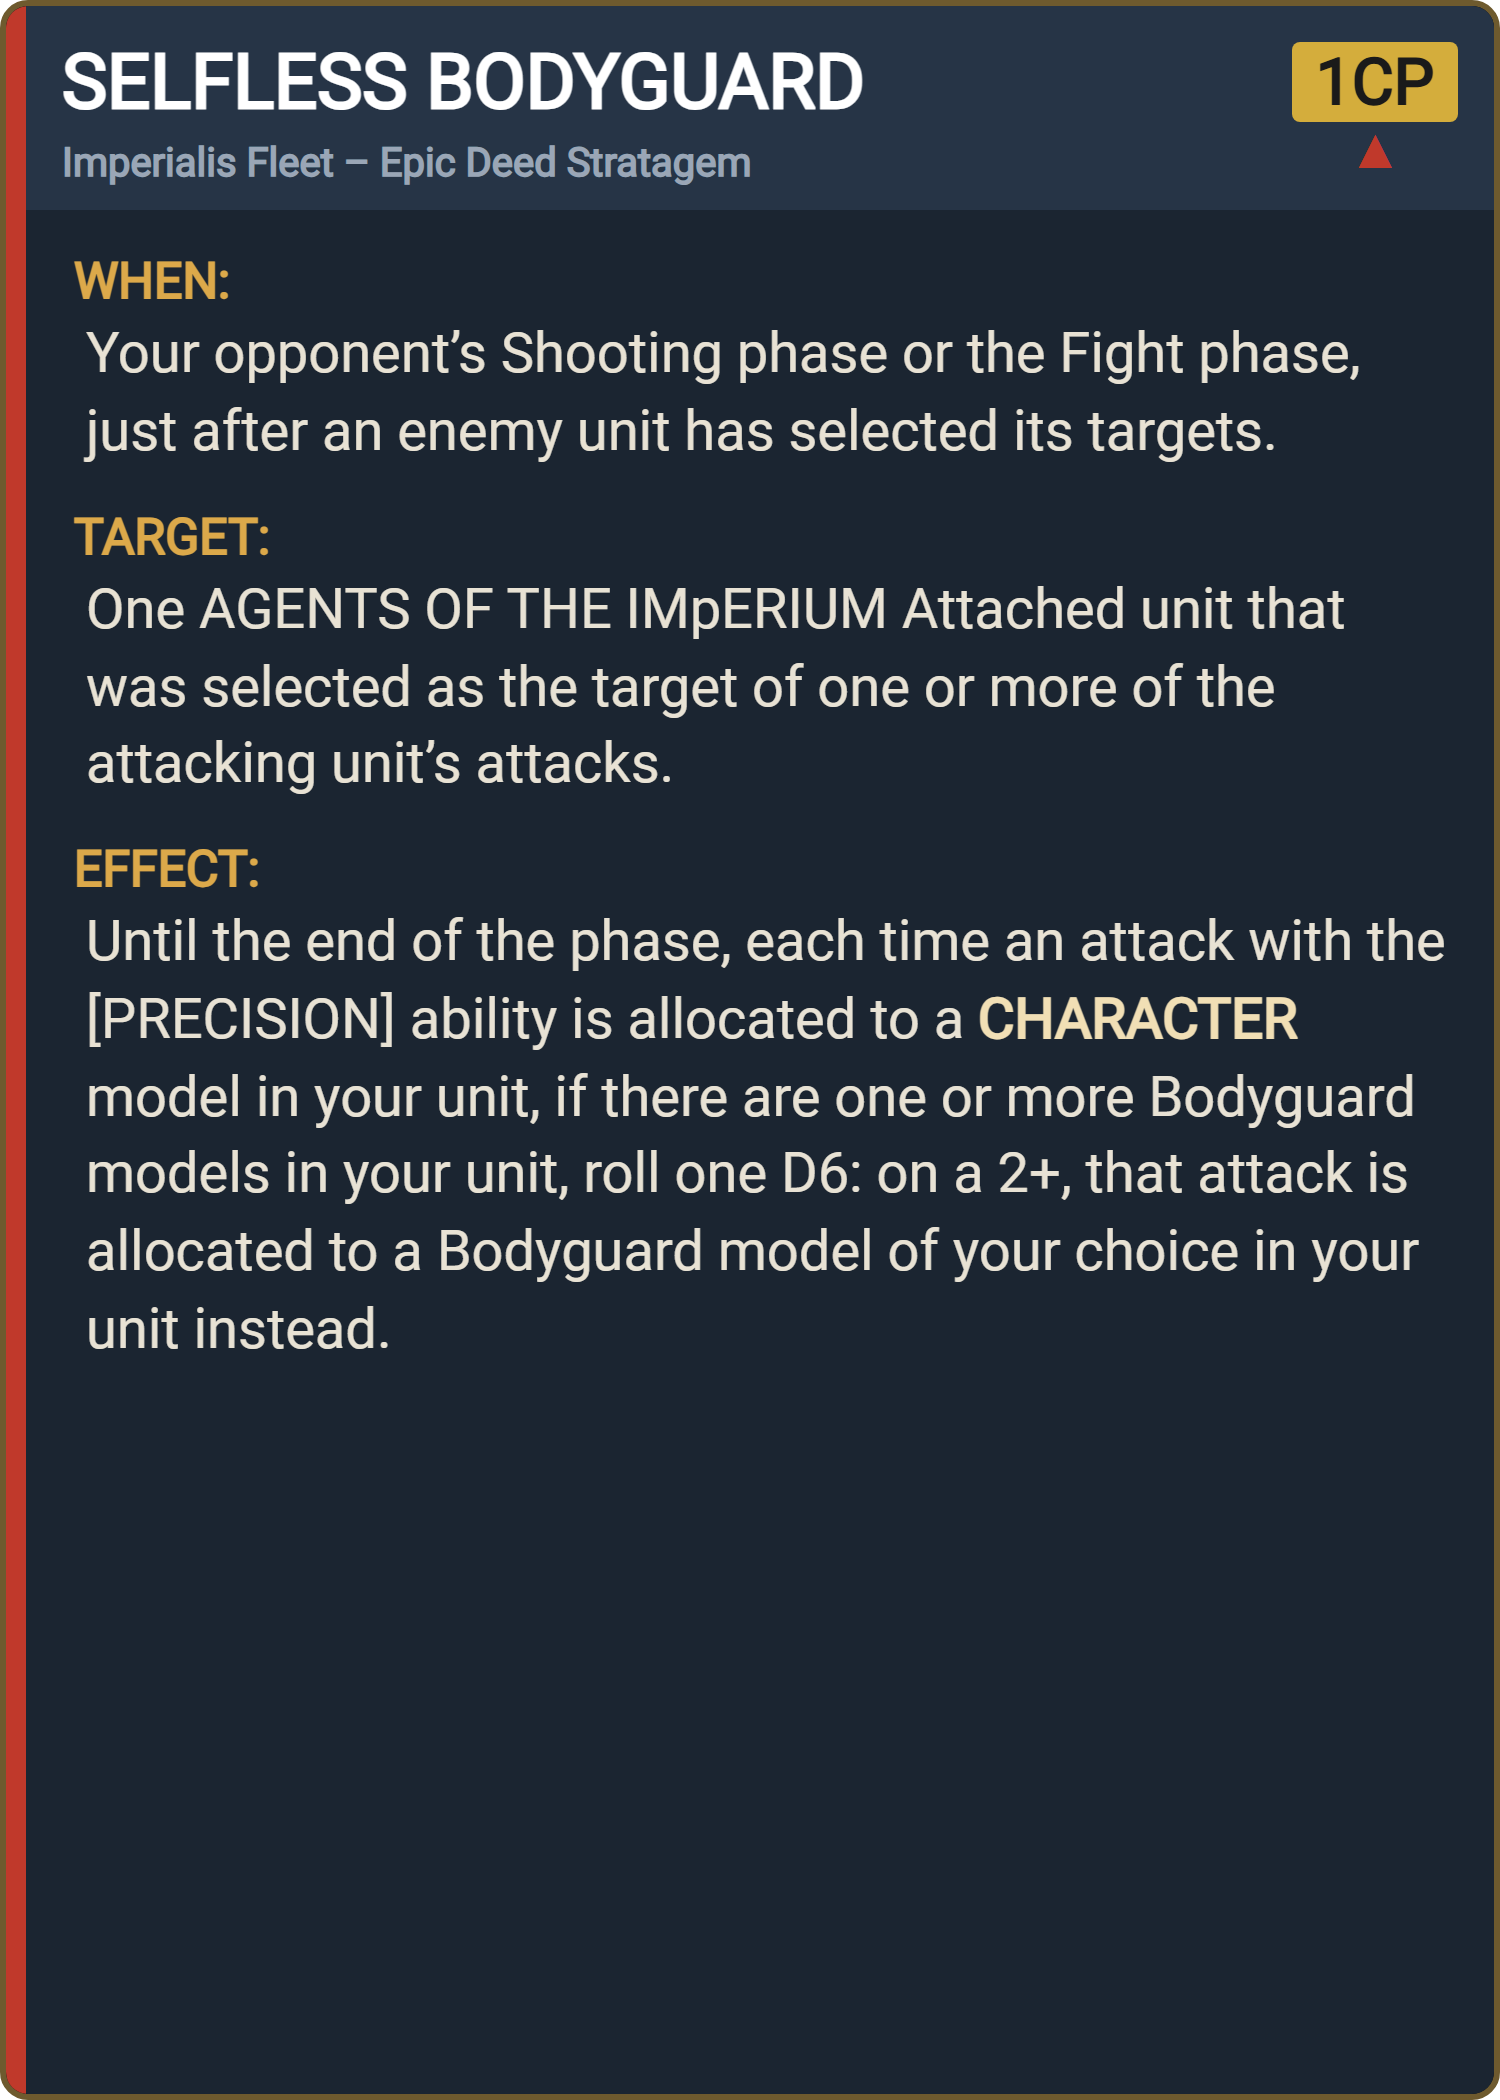 SELFLESS BODYGUARD
1CP
Imperialis Fleet – Epic Deed Stratagem
WHEN:
Your opponent’s Shooting phase or the Fight phase,
just after an enemy unit has selected its targets.
TARGET:
One AGENTS OF THE IMpERIUM Attached unit that
was selected as the target of one or more of the
attacking unit’s attacks.
EFFECT:
Until the end of the phase, each time an attack with the
[PRECISION] ability is allocated to a CHARACTER
model in your unit, if there are one or more Bodyguard
models in your unit, roll one D6: on a 2+, that attack is
allocated to a Bodyguard model of your choice in your
unit instead.